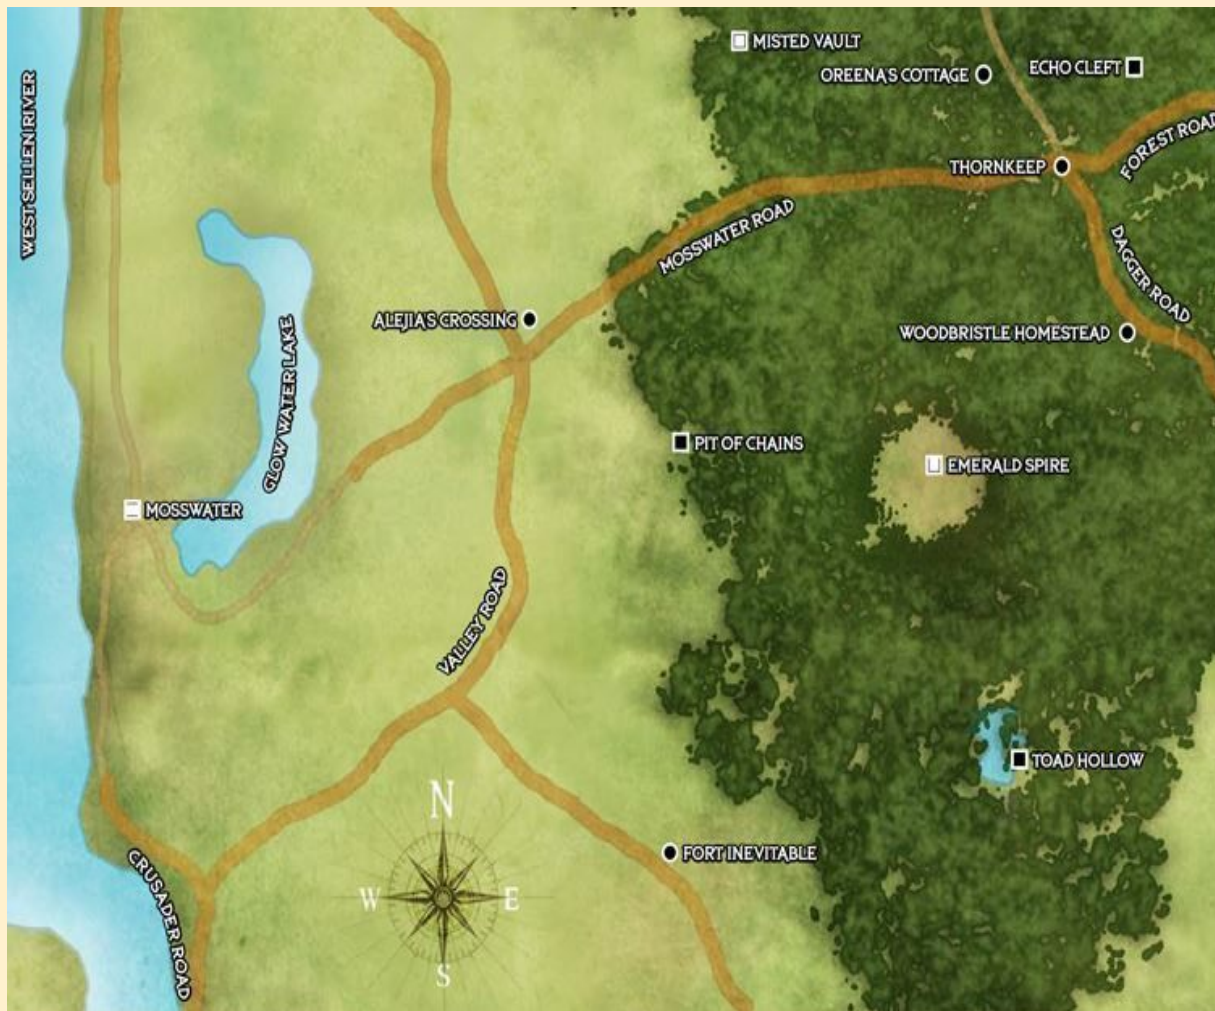 MISTED VAULT
OREENA'S COTTAGE
ECHO CLEFT
WEST SELLEN RIVER
THORNKEEP
FOREST ROAD
MOSSWATER ROAD
DAGGER ROAD
ALEJIA'S CROSSING
WOODBRISTLE HOMESTEAD
GLOW WATER LAKE
PIT OF CHAINS
EMERALD SPIRE
MOSSWATER
VALLEY ROAD
TOAD HOLLOW
N
W
E
S
FORT INEVITABLE
CRUSADER ROAD